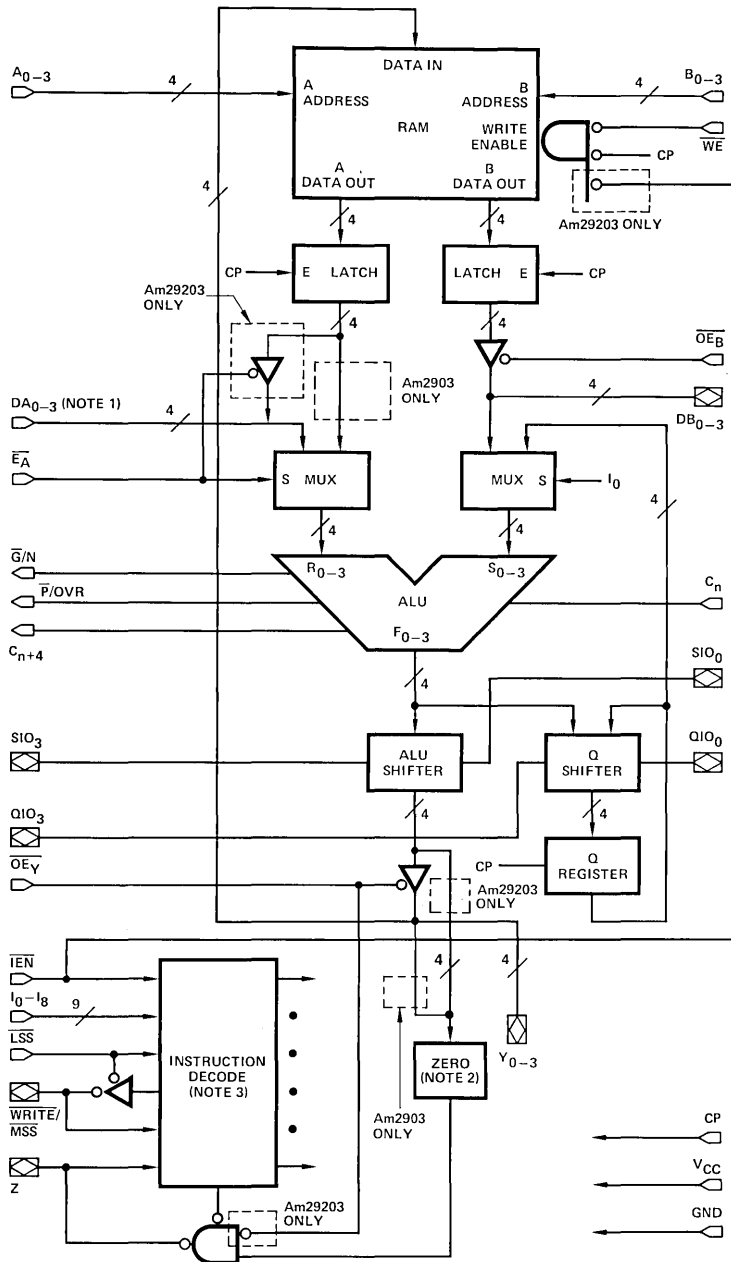 DATA IN
A0–3
4
A
ADDRESS
B
ADDRESS
4
B0–3
RAM
WRITE
ENABLE
WE
CP
4
A
DATA OUT
B
DATA OUT
Am29203 ONLY
4
4
CP
E LATCH
LATCH E
CP
Am29203
ONLY
4
4
OEB
Am2903
ONLY
DA0–3 (NOTE 1)
4
4
DB0–3
EA
S MUX
MUX S
I0
4
4
4
G/N
R0–3
S0–3
P/OVR
ALU
Cn
Cn+4
F0–3
SIO0
4
SIO3
ALU
SHIFTER
Q
SHIFTER
QIO0
4
4
QIO3
OEY
CP
Q
REGISTER
Am29203
ONLY
IEN
4
4
I0–I8
9
LSS
INSTRUCTION
DECODE
(NOTE 3)
ZERO
(NOTE 2)
Y0–3
WRITE/
MSS
Am2903
ONLY
CP
Z
VCC
Am29203
ONLY
GND